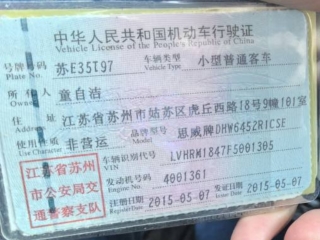 中华人民共和国机动车行驶证
Vehicle License of the People's Republic of China
号牌号码 Plate No. 苏E35T97 车辆类型 Vehicle Type 小型普通客车
所有人 Owner 童自洁
住址 Address 江苏省苏州市姑苏区虎丘西路18号9幢101室
使用性质 Use Character 非营运 品牌型号 Model 思威牌DHW6452R1CSE
江苏省苏州市公安局交通警察支队
车辆识别代号 VIN LVHRM1847F5001305
发动机号码 Engine No. 4001361
注册日期 Register Date 2015-05-07 发证日期 Issue Date 2015-05-07